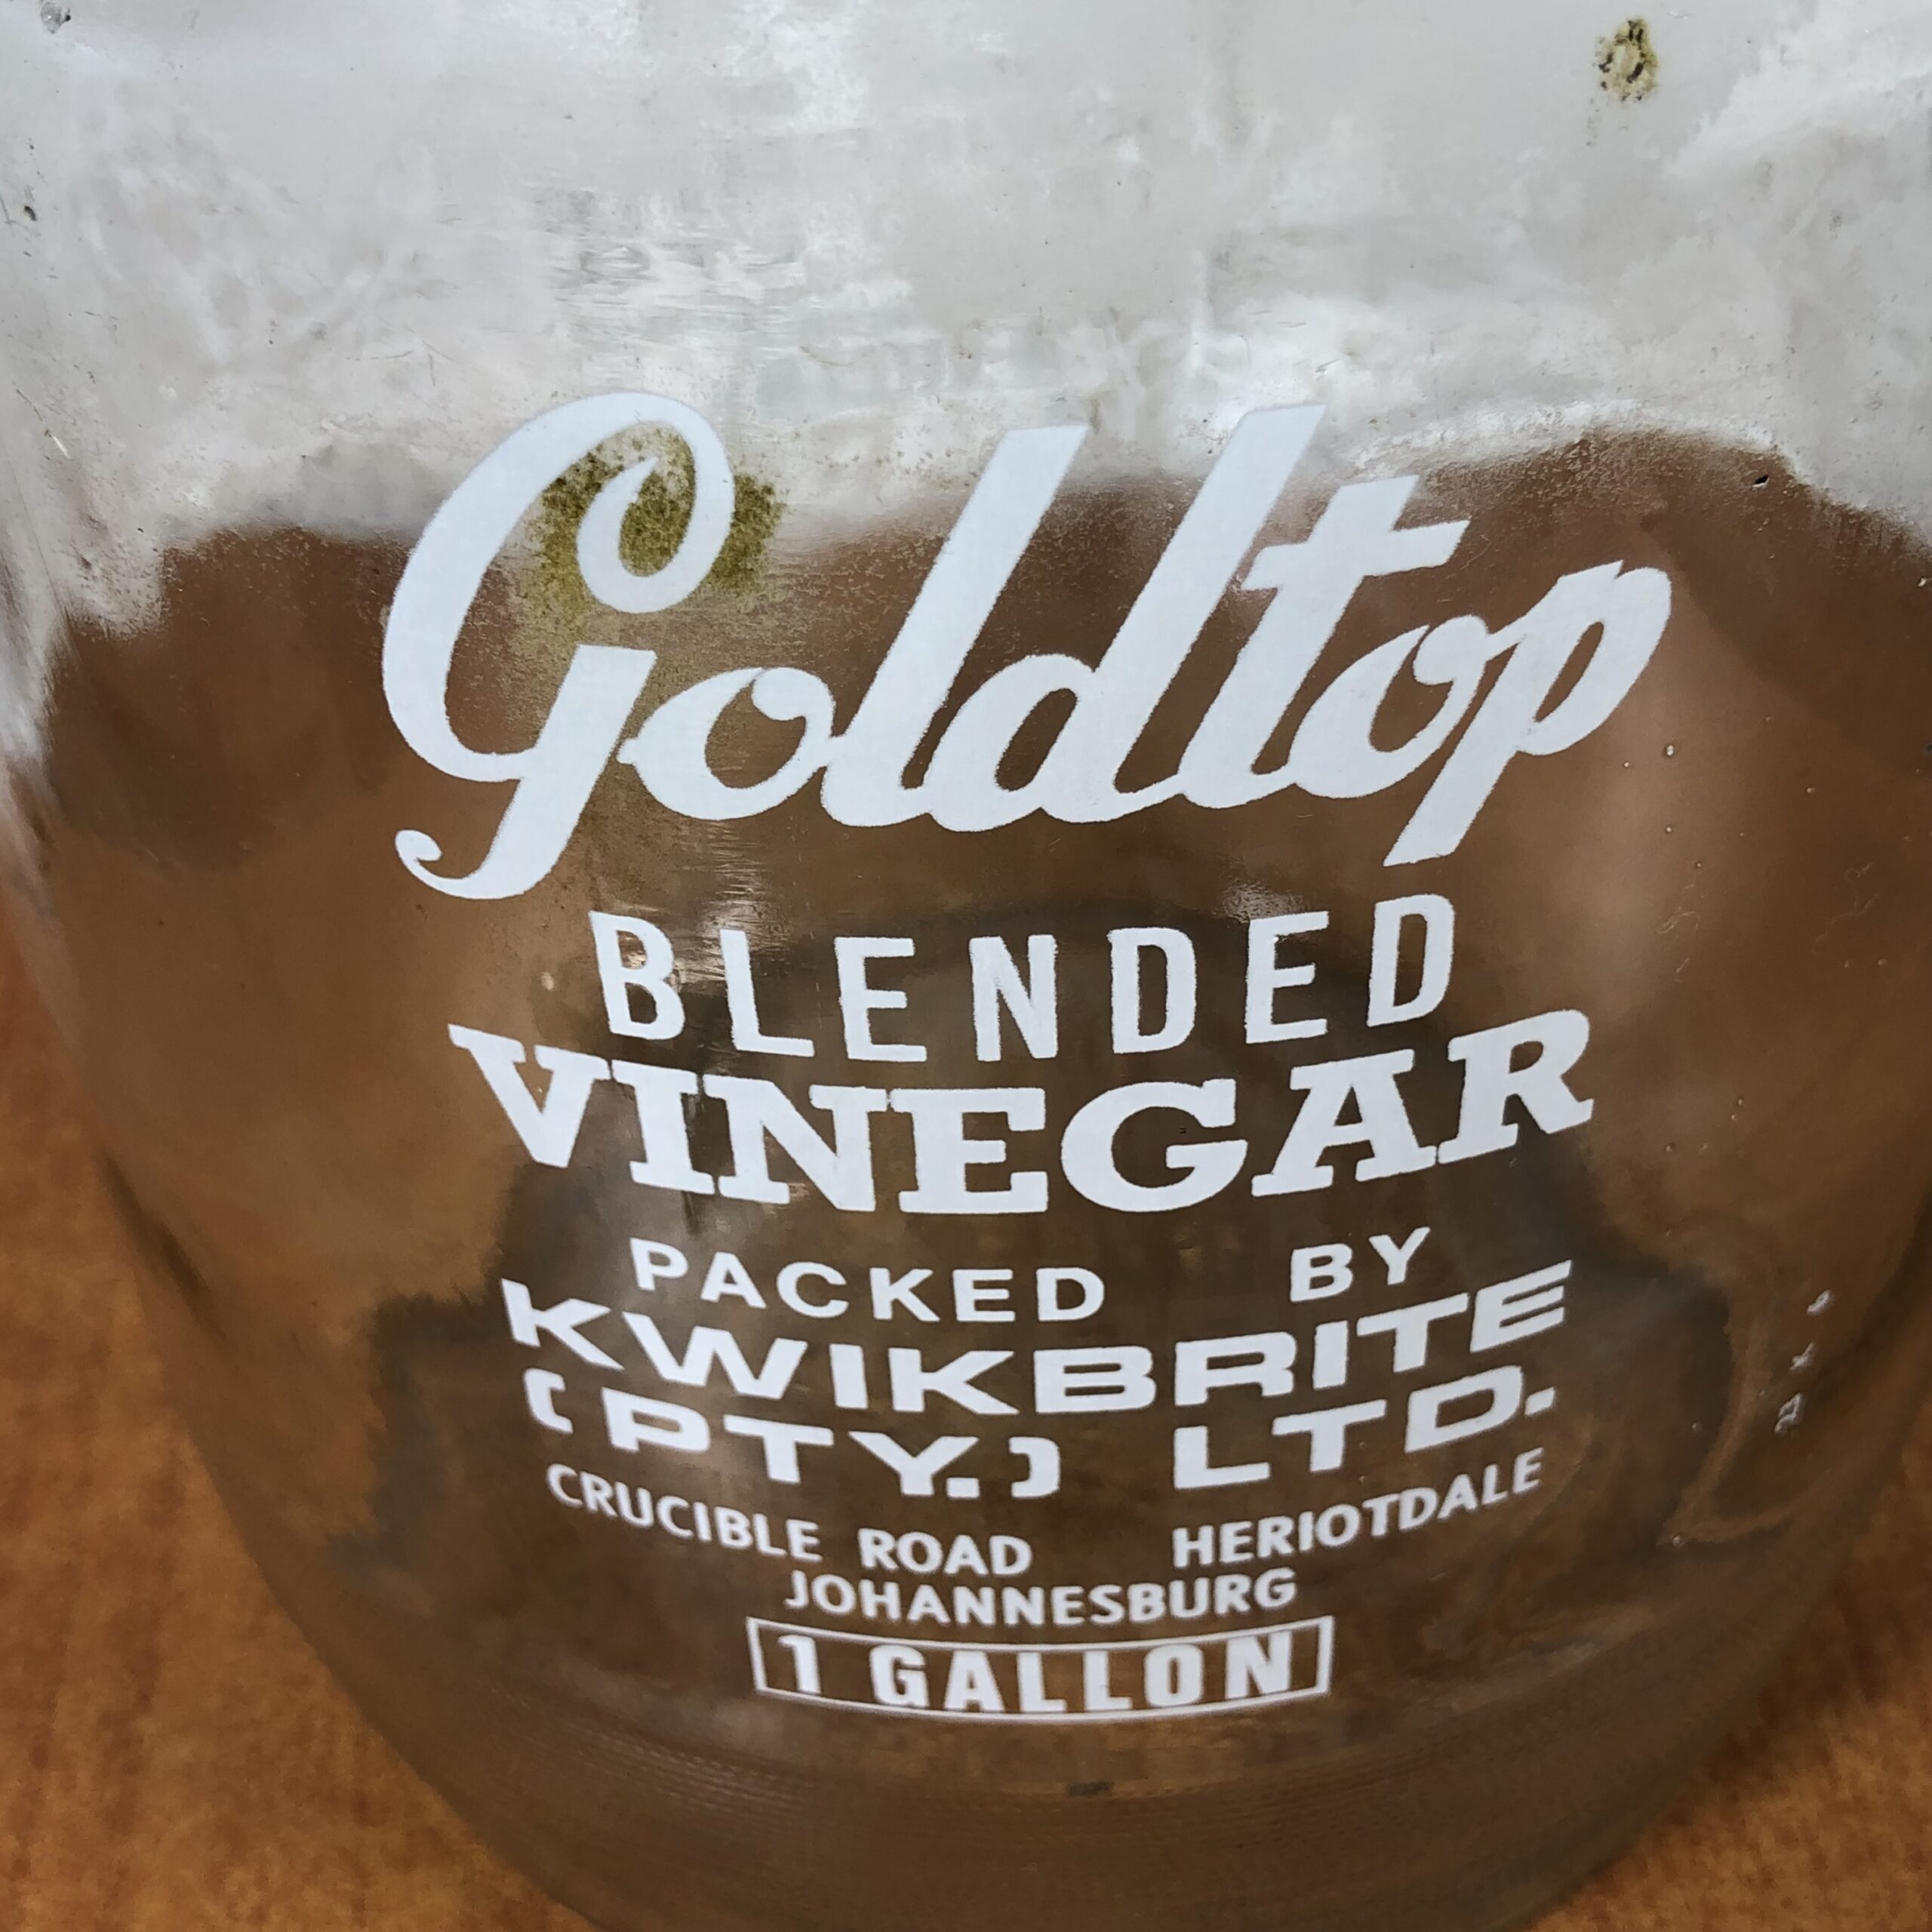 Goldtop
BLENDED
VINEGAR
PACKED BY
KWIKBRITE
(PTY.) LTD.
CRUCIBLE ROAD HERIOTDALE
JOHANNESBURG
1 GALLON